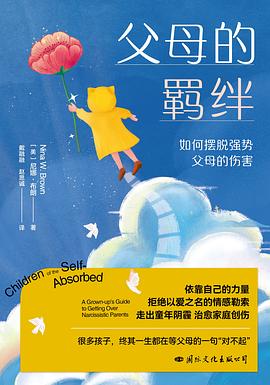 父母的
羁绊
如何摆脱强势
父母的伤害
Nina W. Brown
[美] 尼娜·布朗 著
戴融融 赵思诚 译
Children of the Self-
Absorbed
A Grown-up's Guide
to Getting Over
Narcissistic Parents
依靠自己的力量
拒绝以爱之名的情感勒索
走出童年阴霾 治愈家庭创伤
很多孩子,终其一生都在等父母的一句“对不起”
国际文化出版公司